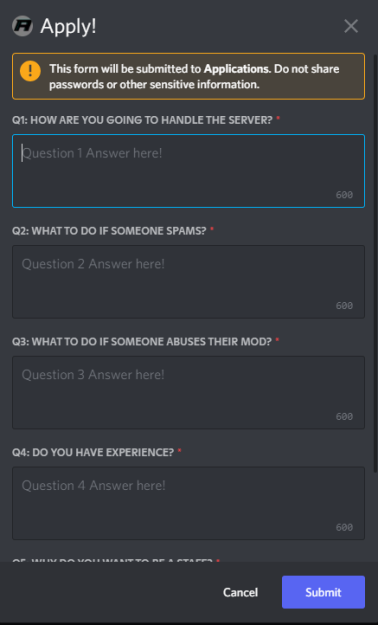 Apply!
This form will be submitted to Applications. Do not share
passwords or other sensitive information.
Q1: HOW ARE YOU GOING TO HANDLE THE SERVER? *
Question 1 Answer here!
600
Q2: WHAT TO DO IF SOMEONE SPAMS? *
Question 2 Answer here!
600
Q3: WHAT TO DO IF SOMEONE ABUSES THEIR MOD? *
Question 3 Answer here!
600
Q4: DO YOU HAVE EXPERIENCE? *
Question 4 Answer here!
600
Q5: WHY DO YOU WANT TO BE A STAFF? *
Cancel Submit